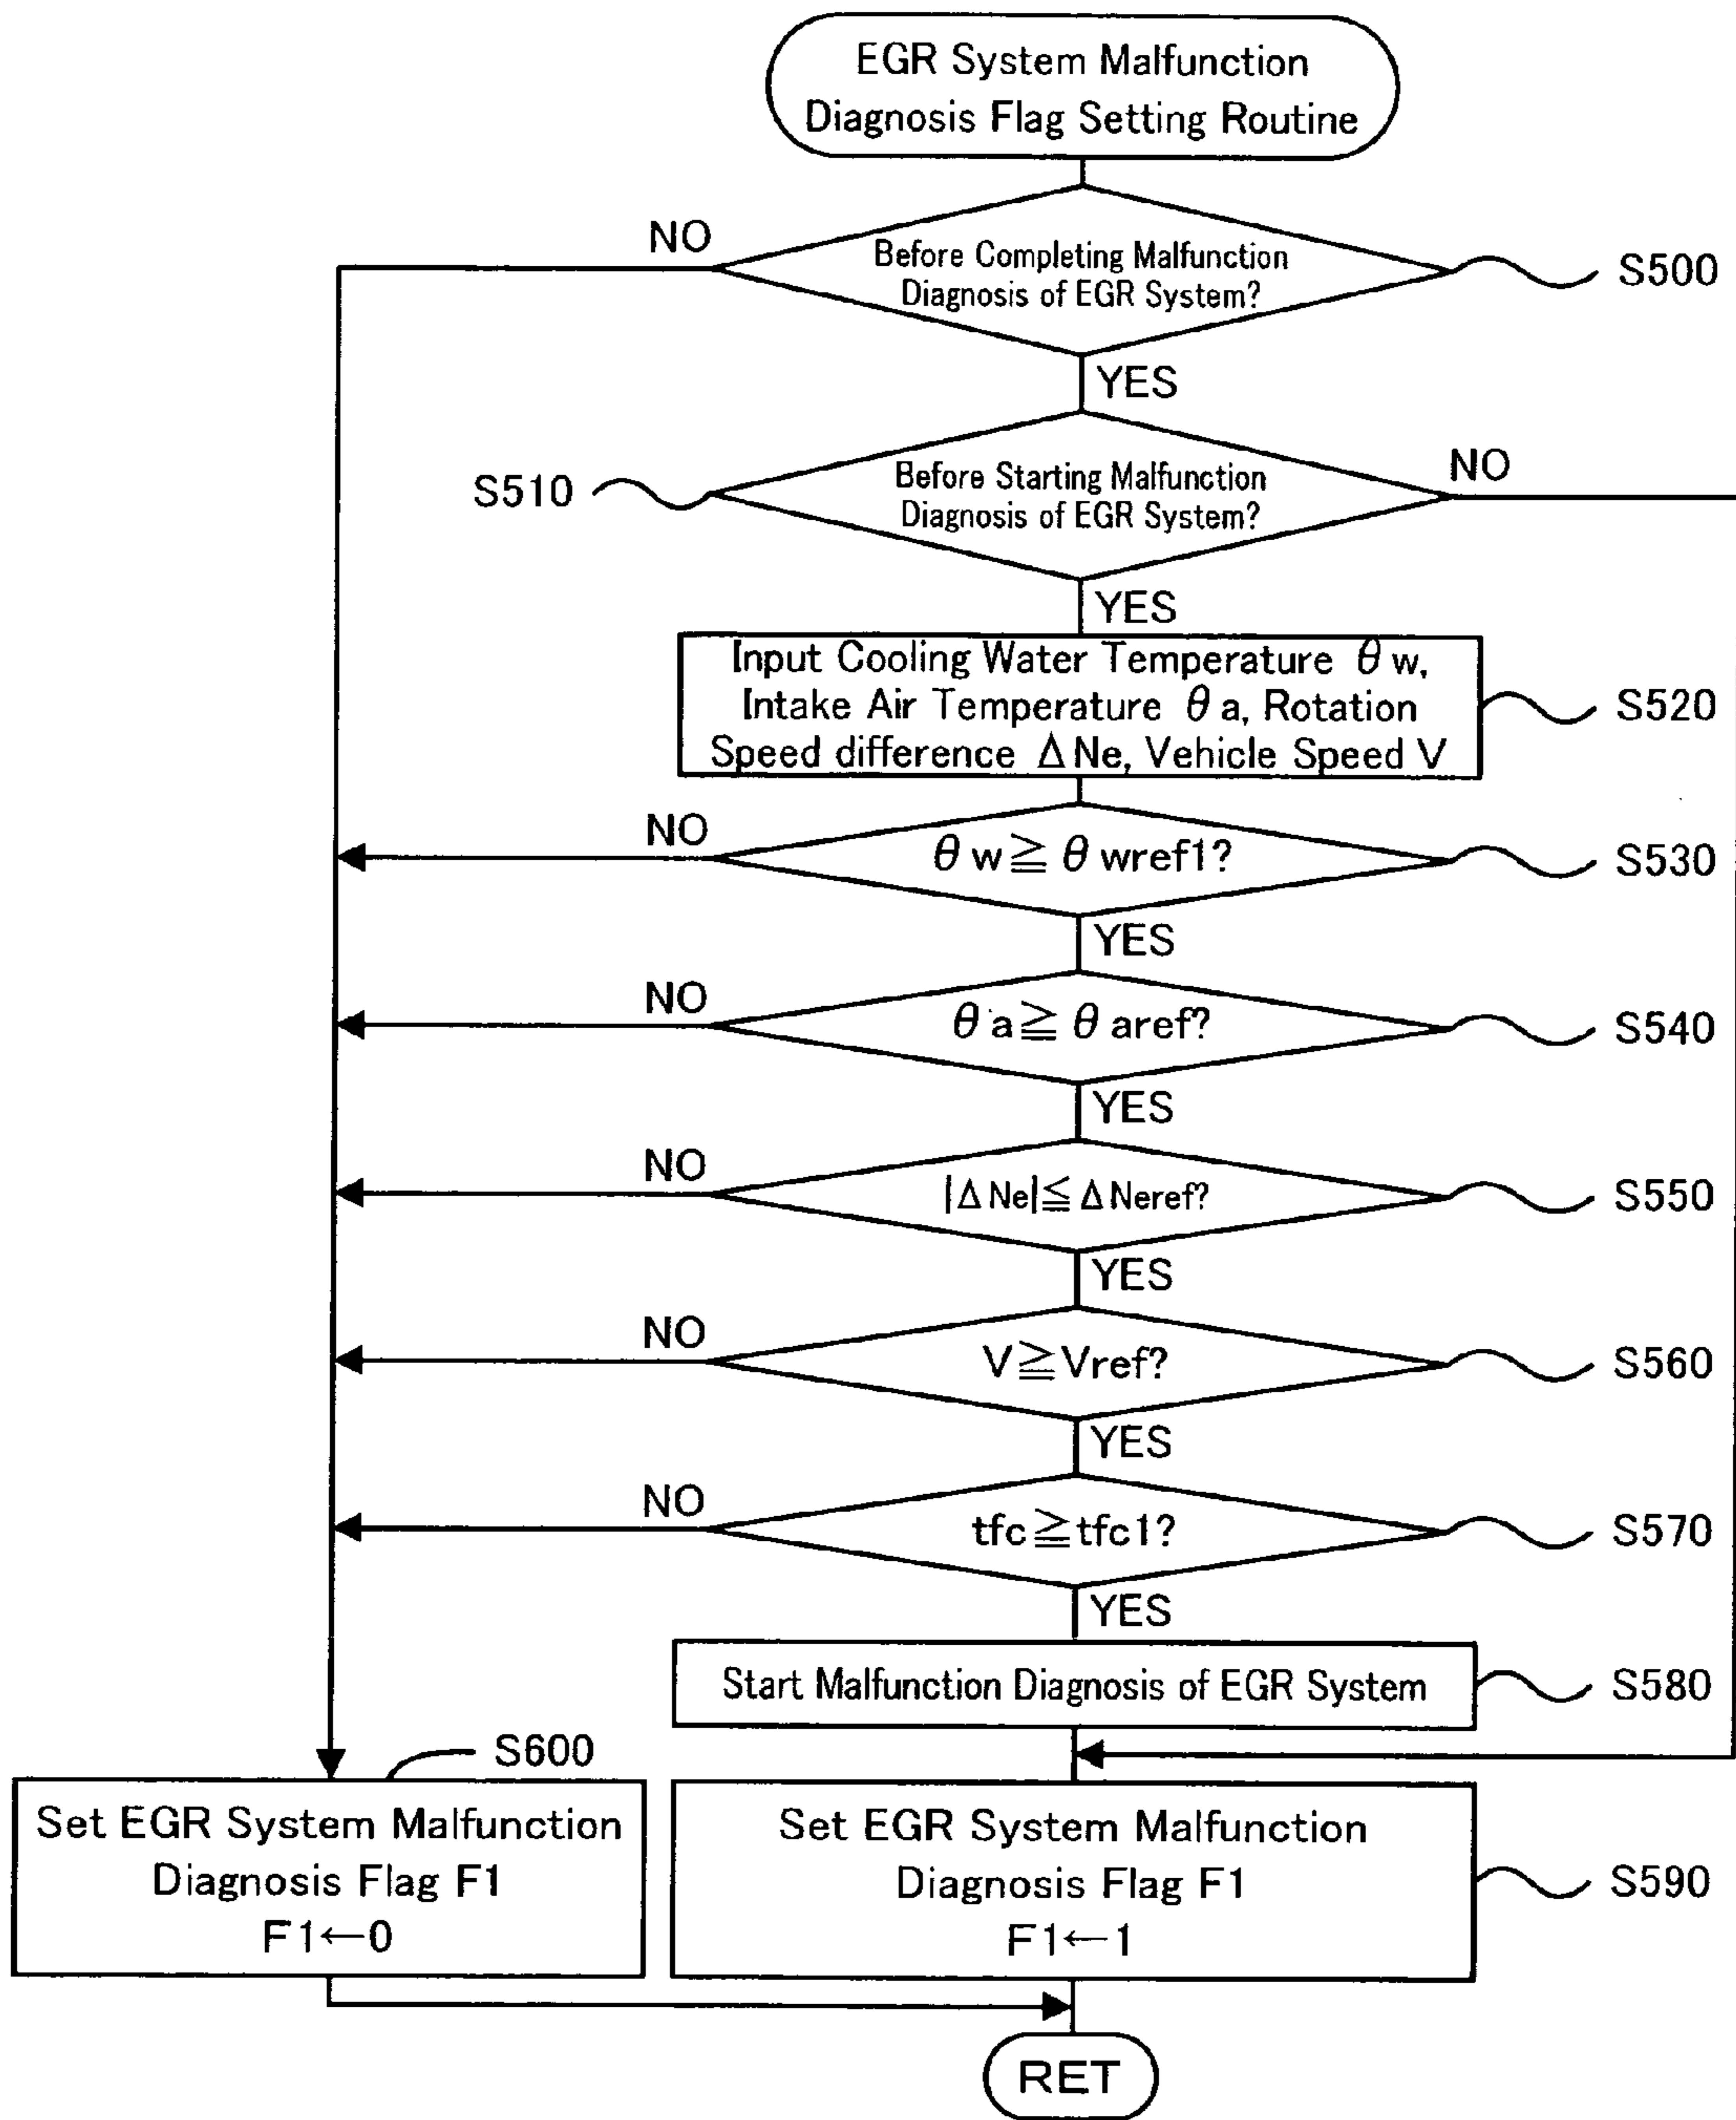 EGR System Malfunction
Diagnosis Flag Setting Routine
NO
Before Completing Malfunction
Diagnosis of EGR System?
S500
YES
S510
Before Starting Malfunction
Diagnosis of EGR System?
NO
YES
Input Cooling Water Temperature θw,
Intake Air Temperature θa, Rotation
Speed difference ΔNe, Vehicle Speed V
S520
NO
θw≧θwref1?
S530
YES
NO
θa≧θaref?
S540
YES
NO
|ΔNe|≦ΔNeref?
S550
YES
NO
V≧Vref?
S560
YES
NO
tfc≧tfc1?
S570
YES
Start Malfunction Diagnosis of EGR System
S580
S600
Set EGR System Malfunction
Diagnosis Flag F1
F1←0
Set EGR System Malfunction
Diagnosis Flag F1
F1←1
S590
RET